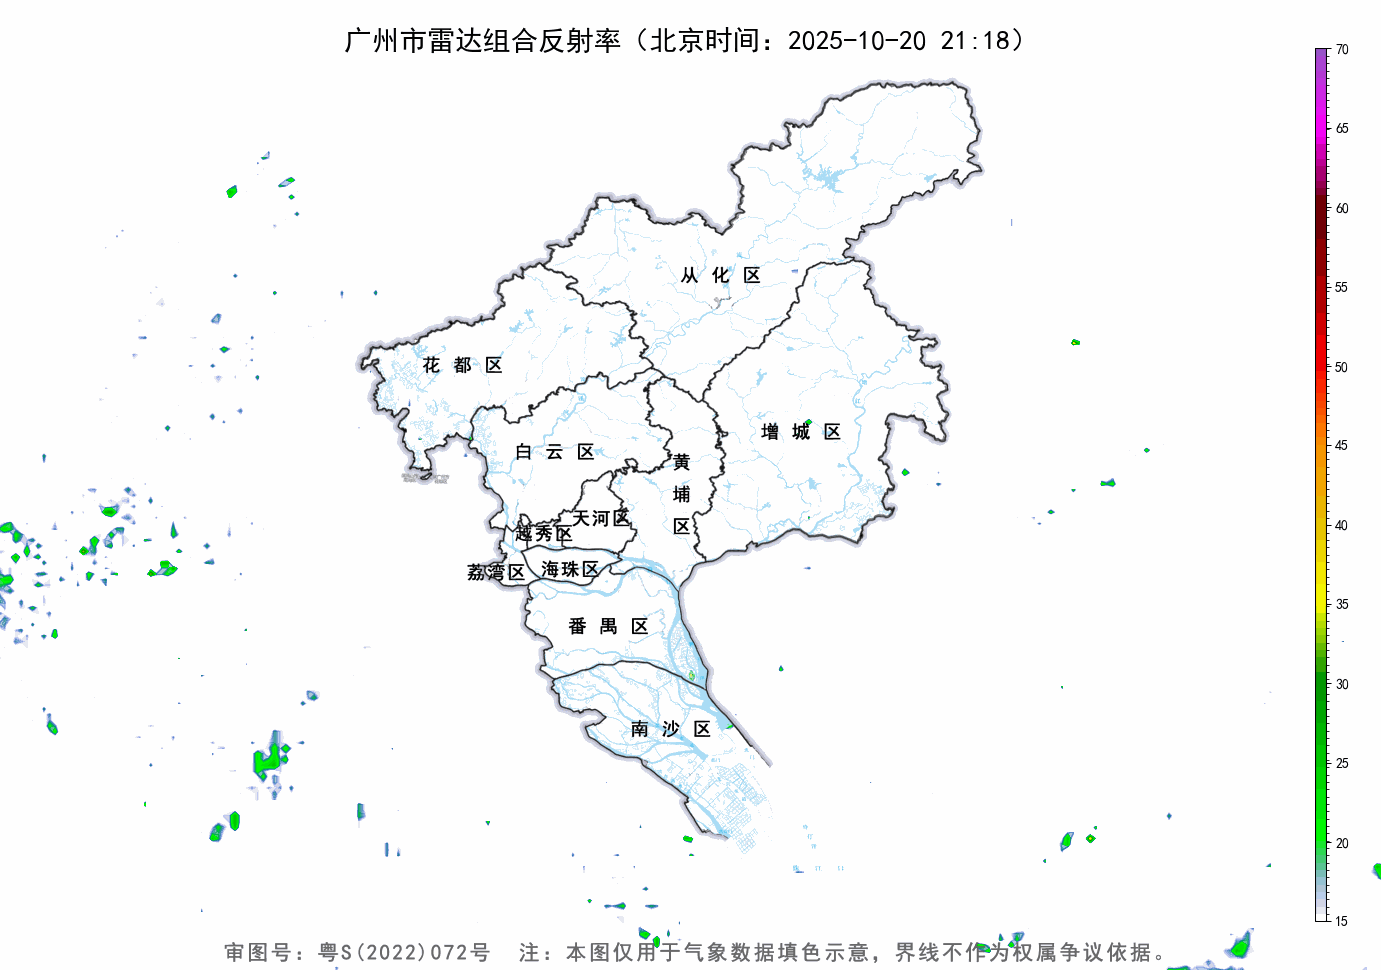 广州市雷达组合反射率（北京时间：2025-10-20 21:18）
70
65
60
55
50
45
40
35
30
25
20
15
从化区
花都区
增城区
白云区
黄埔区
天河区
越秀区
海珠区
荔湾区
番禺区
南沙区
审图号：粤S(2022)072号 注：本图仅用于气象数据填色示意，界线不作为权属争议依据。